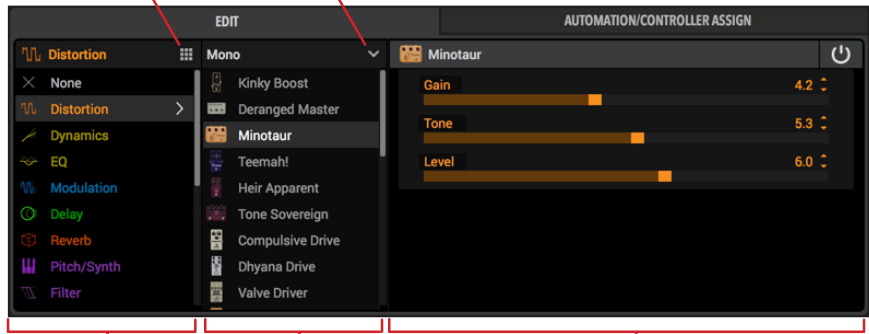 EDIT
AUTOMATION/CONTROLLER ASSIGN
Distortion
Mono
Minotaur
None
Distortion
Dynamics
EQ
Modulation
Delay
Reverb
Pitch/Synth
Filter
Kinky Boost
Deranged Master
Minotaur
Teemah!
Heir Apparent
Tone Sovereign
Compulsive Drive
Dhyana Drive
Valve Driver
Gain 4.2
Tone 5.3
Level 6.0